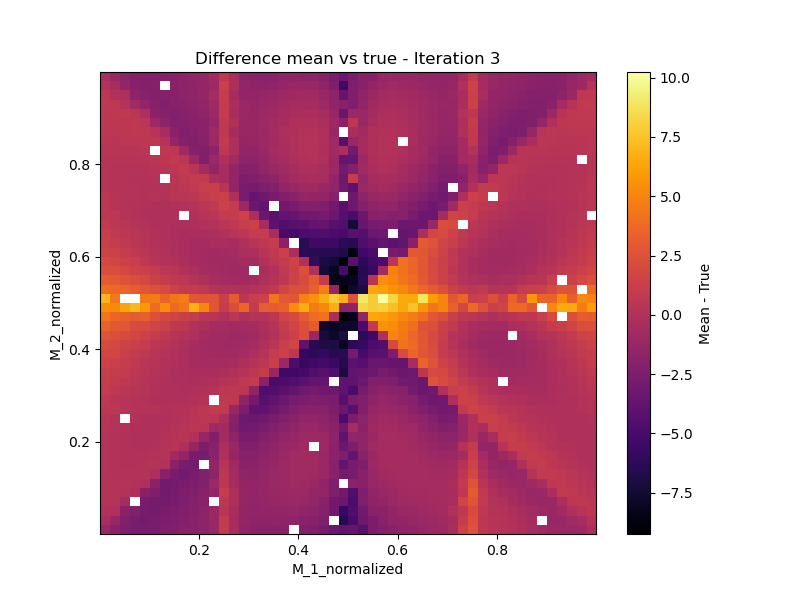 Difference mean vs true - Iteration 3
10.0
7.5
5.0
2.5
0.0
−2.5
−5.0
−7.5
Mean - True
0.8
0.6
0.4
0.2
M_2_normalized
0.2 0.4 0.6 0.8
M_1_normalized